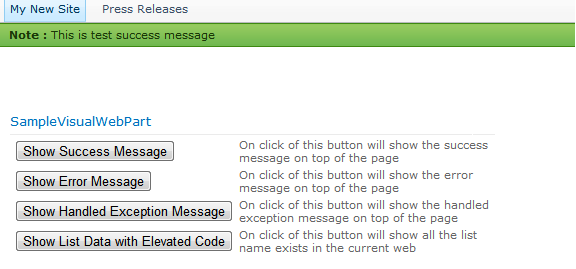 My New Site Press Releases
Note : This is test success message
SampleVisualWebPart
Show Success Message On click of this button will show the success
message on top of the page
Show Error Message On click of this button will show the error
message on top of the page
Show Handled Exception Message On click of this button will show the handled
exception message on top of the page
Show List Data with Elevated Code On click of this button will show all the list
name exists in the current web